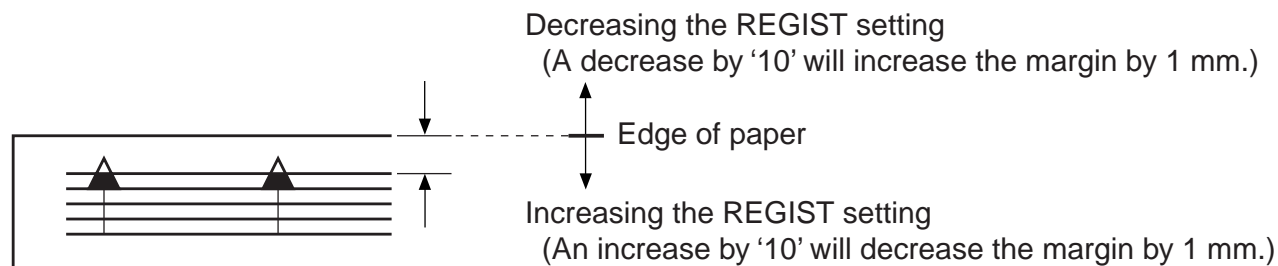 Decreasing the REGIST setting
(A decrease by ‘10’ will increase the margin by 1 mm.)
Edge of paper
Increasing the REGIST setting
(An increase by ‘10’ will decrease the margin by 1 mm.)